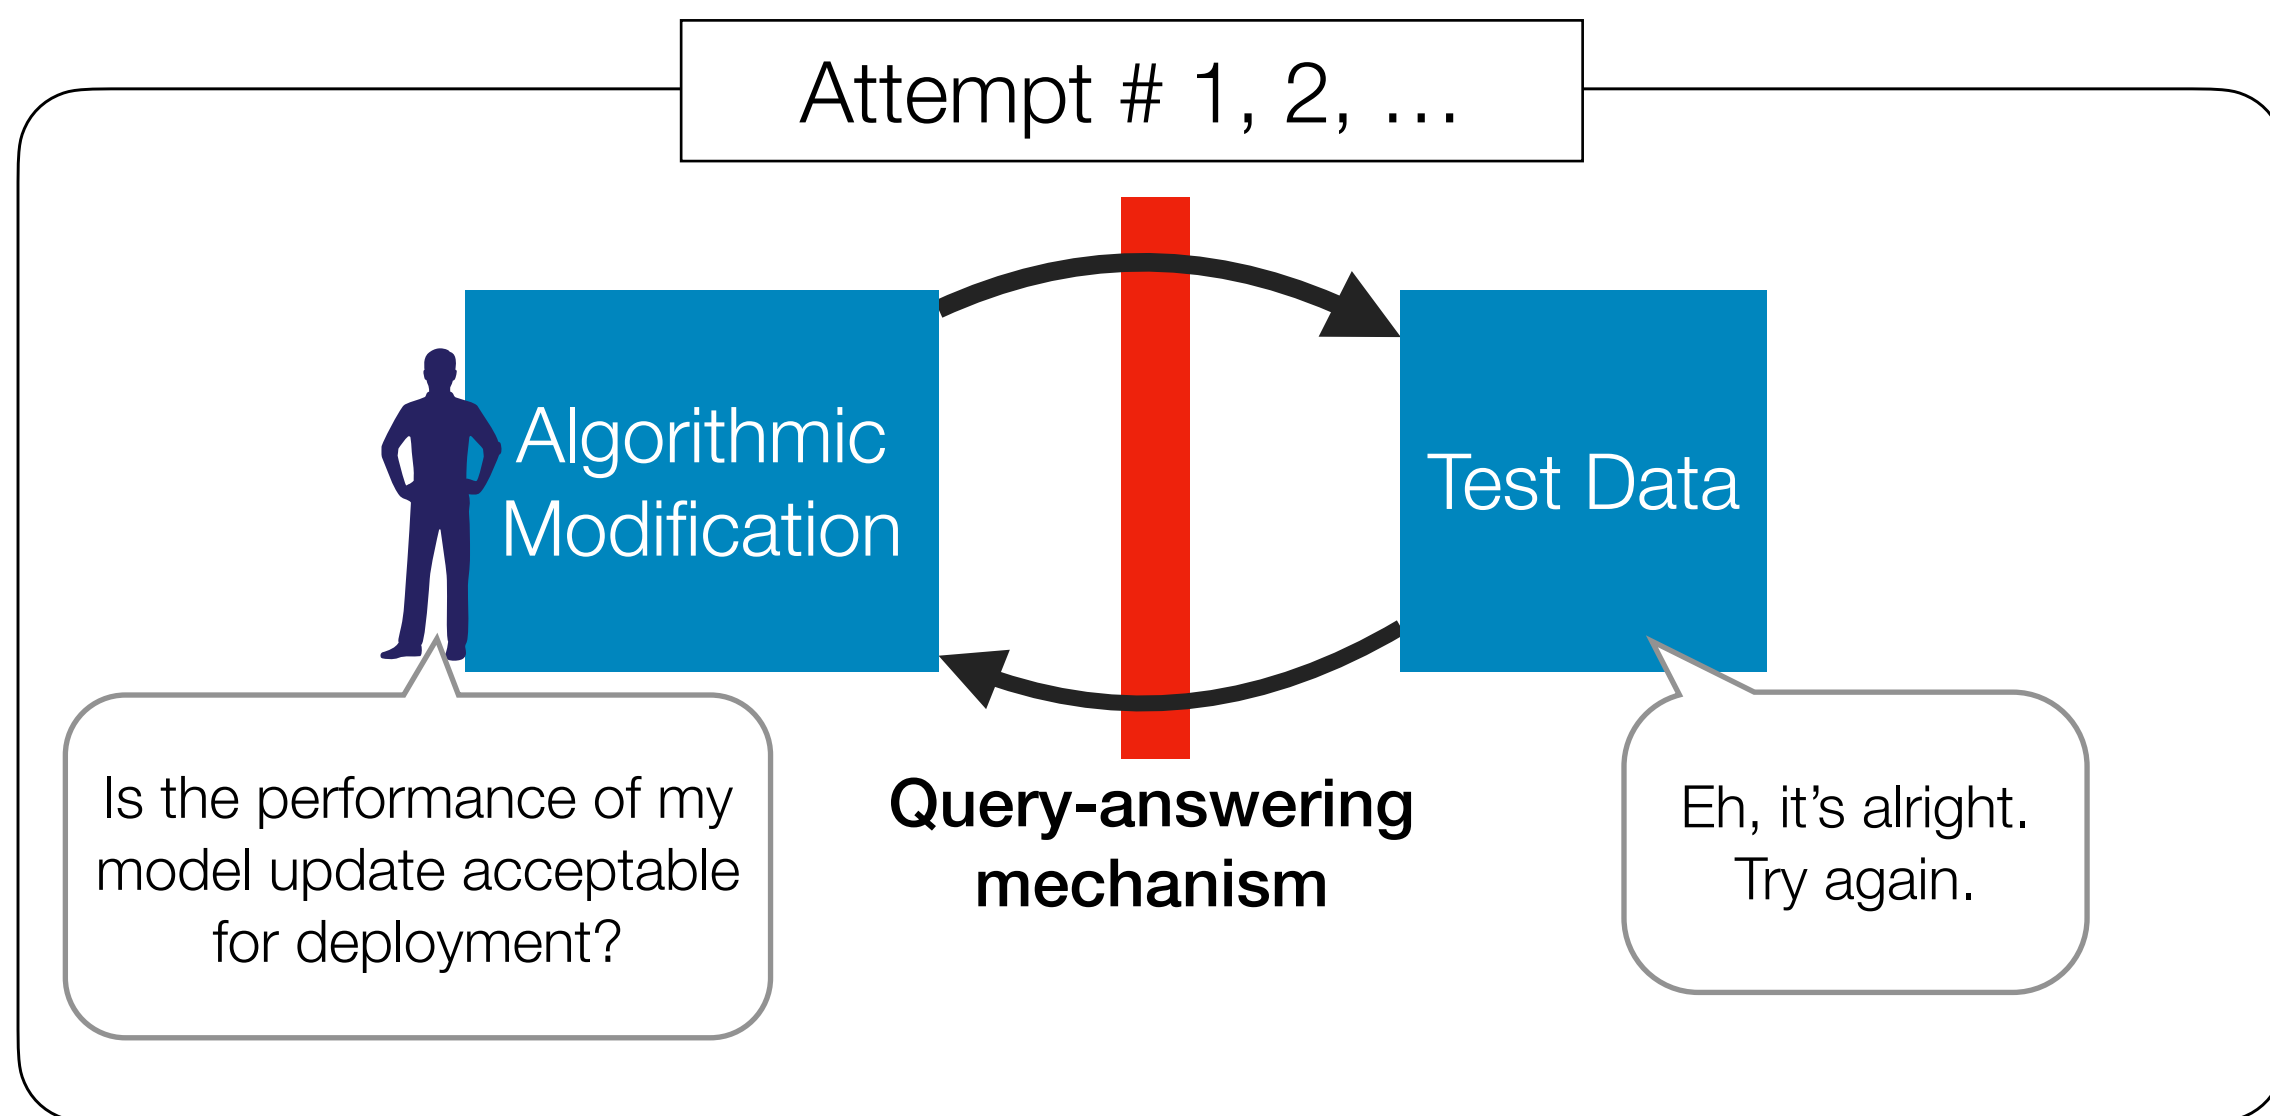 Attempt # 1, 2, …
Algorithmic
Modification
Test Data
Is the performance of my
model update acceptable
for deployment?
Query-answering
mechanism
Eh, it’s alright.
Try again.